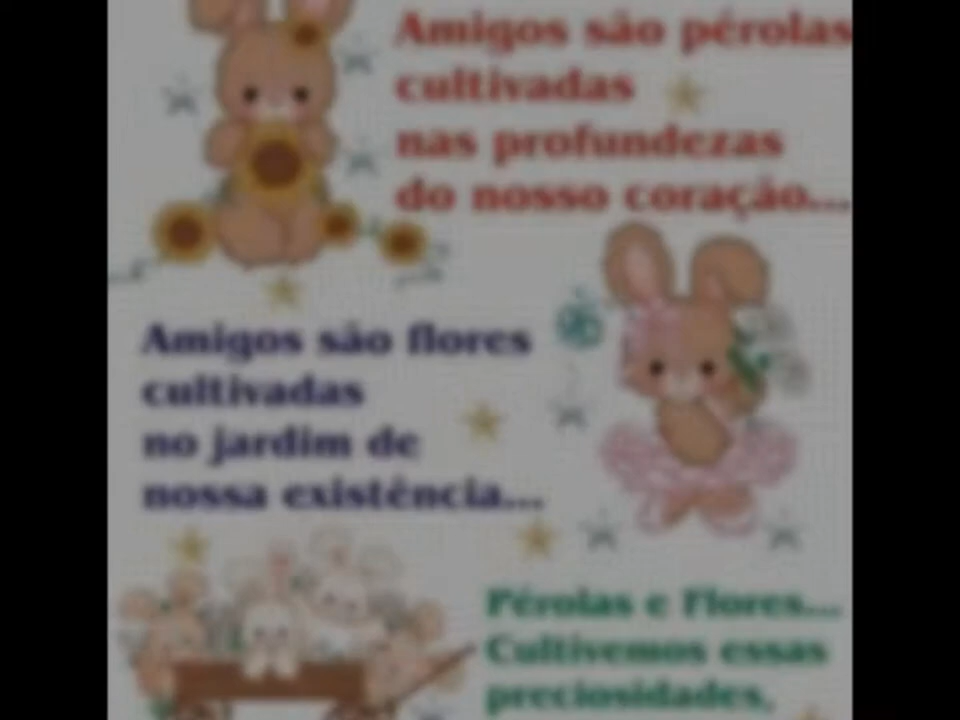 Amigos são pérolas
cultivadas
nas profundezas
do nosso coração...
Amigos são flores
cultivadas
no jardim de
nossa existência...
Pérolas e Flores...
Cultivemos essas
preciosidades,